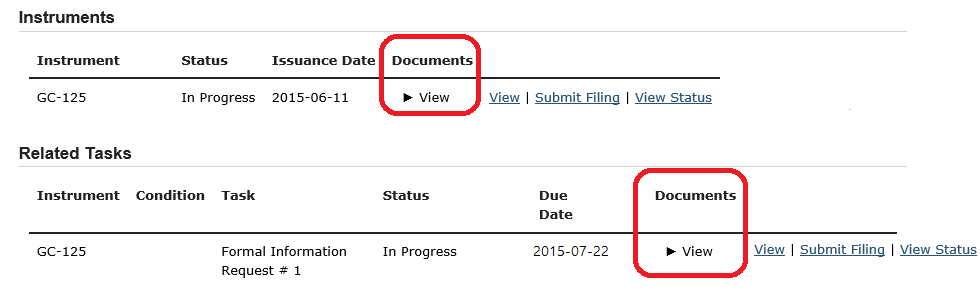 Instruments
Instrument Status Issuance Date Documents
GC-125 In Progress 2015-06-11 ► View View | Submit Filing | View Status
Related Tasks
Instrument Condition Task Status Due Documents
Date
GC-125 Formal Information In Progress 2015-07-22 ► View View | Submit Filing | View Status
Request # 1